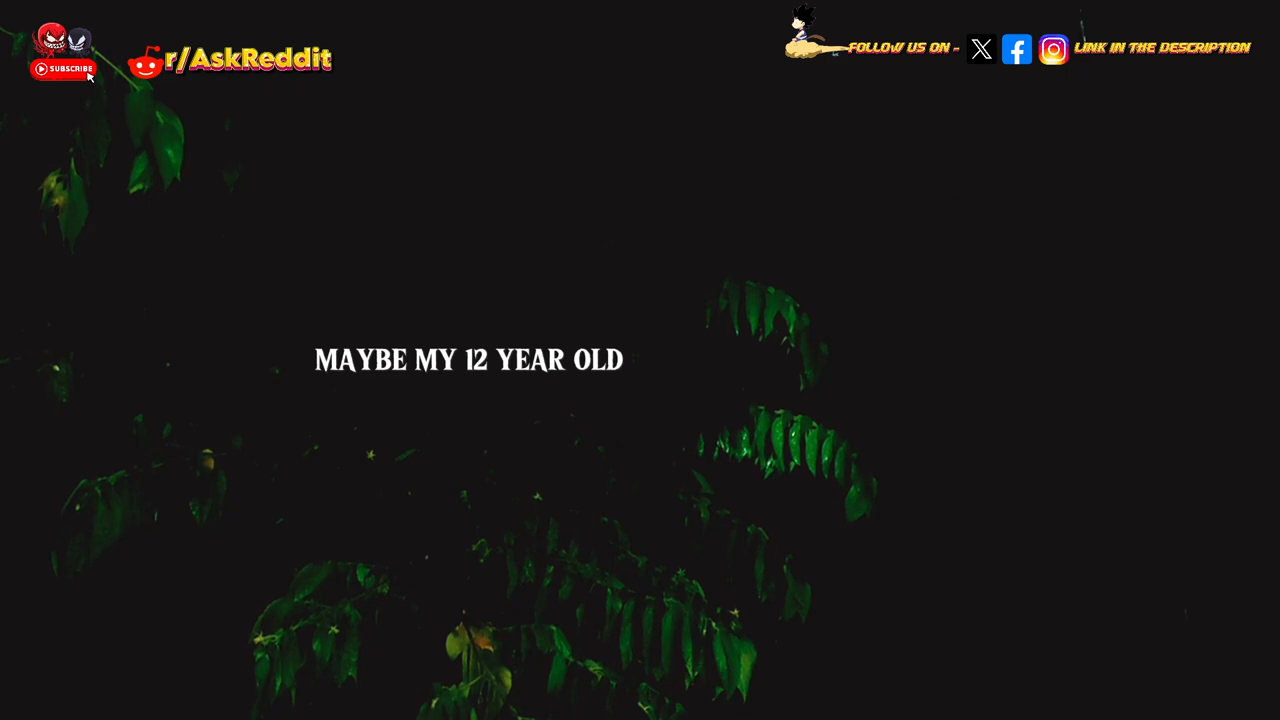 SUBSCRIBE
r/AskReddit
FOLLOW US ON -
LINK IN THE DESCRIPTION
MAYBE MY 12 YEAR OLD